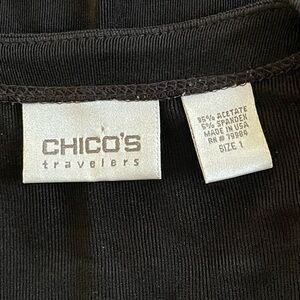 CHICO'S
travelers
95% ACETATE
5% SPANDEX
MADE IN USA
RN# 79984
SIZE 1